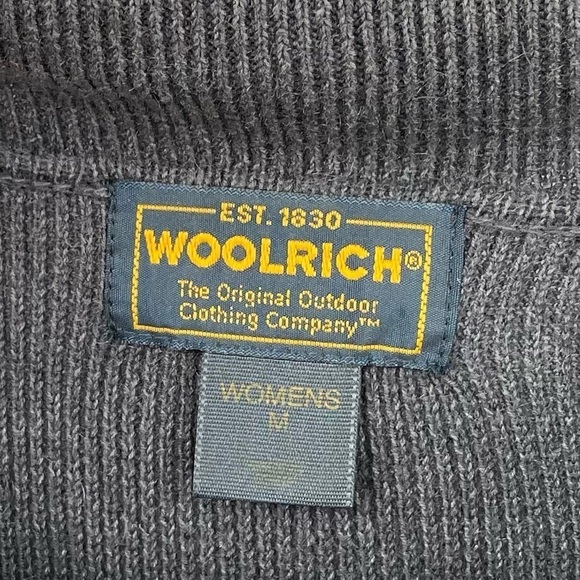 EST. 1830
WOOLRICH®
The Original Outdoor
Clothing Company™
WOMENS
M